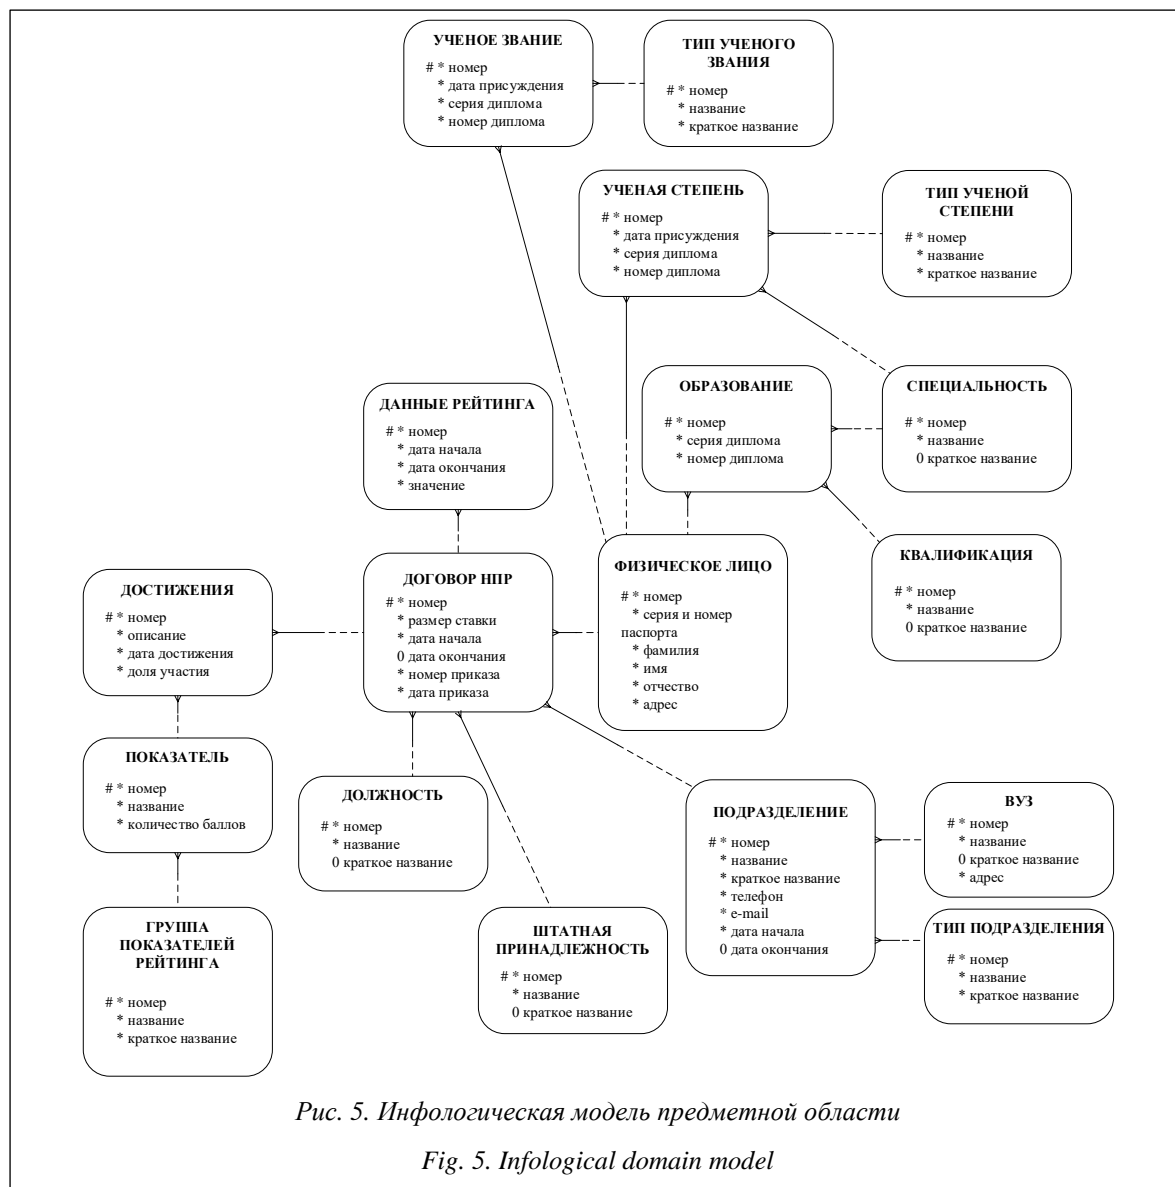 УЧЕНОЕ ЗВАНИЕ
# * номер
* дата присуждения
* серия диплома
* номер диплома
ТИП УЧЕНОГО
ЗВАНИЯ
# * номер
* название
* краткое название
УЧЕНАЯ СТЕПЕНЬ
# * номер
* дата присуждения
* серия диплома
* номер диплома
ТИП УЧЕНОЙ
СТЕПЕНИ
# * номер
* название
* краткое название
ОБРАЗОВАНИЕ
# * номер
* серия диплома
* номер диплома
СПЕЦИАЛЬНОСТЬ
# * номер
* название
0 краткое название
ДАННЫЕ РЕЙТИНГА
# * номер
* дата начала
* дата окончания
* значение
КВАЛИФИКАЦИЯ
# * номер
* название
0 краткое название
ДОСТИЖЕНИЯ
# * номер
* описание
* дата достижения
* доля участия
ДОГОВОР НПР
# * номер
* размер ставки
* дата начала
0 дата окончания
* номер приказа
* дата приказа
ФИЗИЧЕСКОЕ ЛИЦО
# * номер
* серия и номер
паспорта
* фамилия
* имя
* отчество
* адрес
ПОКАЗАТЕЛЬ
# * номер
* название
* количество баллов
ДОЛЖНОСТЬ
# * номер
* название
0 краткое название
ПОДРАЗДЕЛЕНИЕ
# * номер
* название
* краткое название
* телефон
* e-mail
* дата начала
0 дата окончания
ВУЗ
# * номер
* название
0 краткое название
* адрес
ГРУППА
ПОКАЗАТЕЛЕЙ
РЕЙТИНГА
# * номер
* название
* краткое название
ШТАТНАЯ
ПРИНАДЛЕЖНОСТЬ
# * номер
* название
0 краткое название
ТИП ПОДРАЗДЕЛЕНИЯ
# * номер
* название
* краткое название
Рис. 5. Инфологическая модель предметной области
Fig. 5. Infological domain model